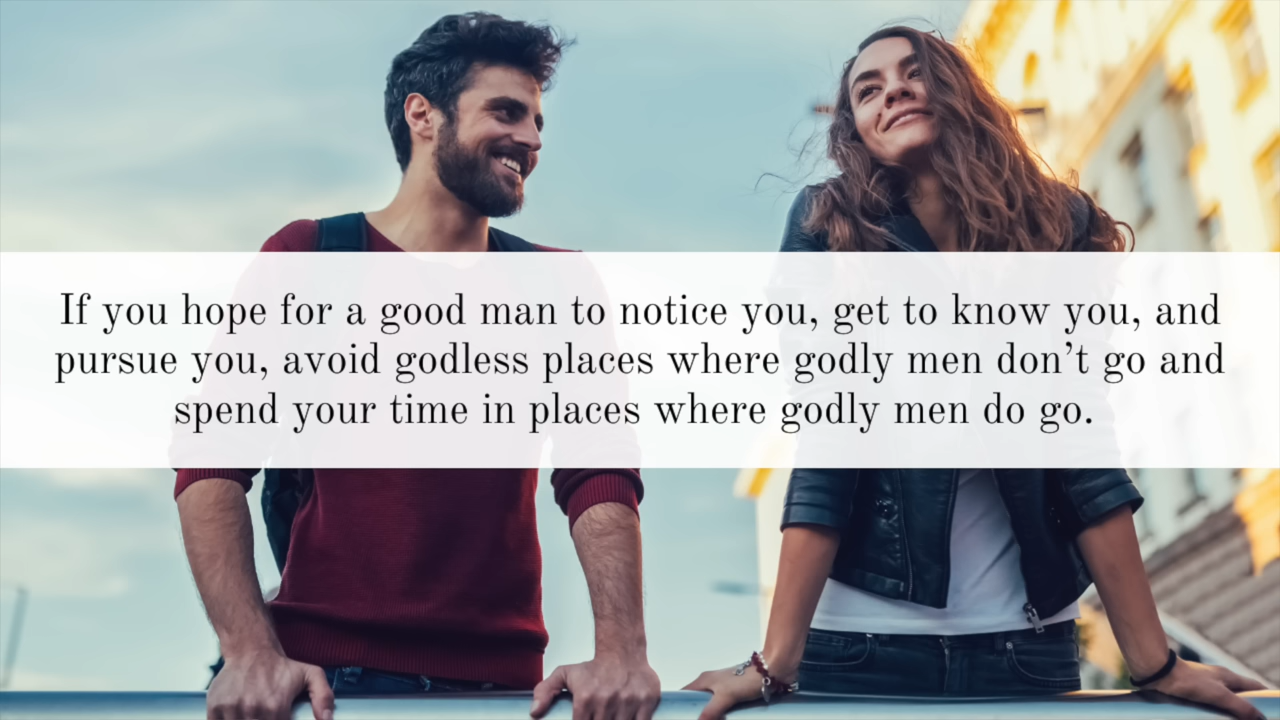 If you hope for a good man to notice you, get to know you, and
pursue you, avoid godless places where godly men don’t go and
spend your time in places where godly men do go.